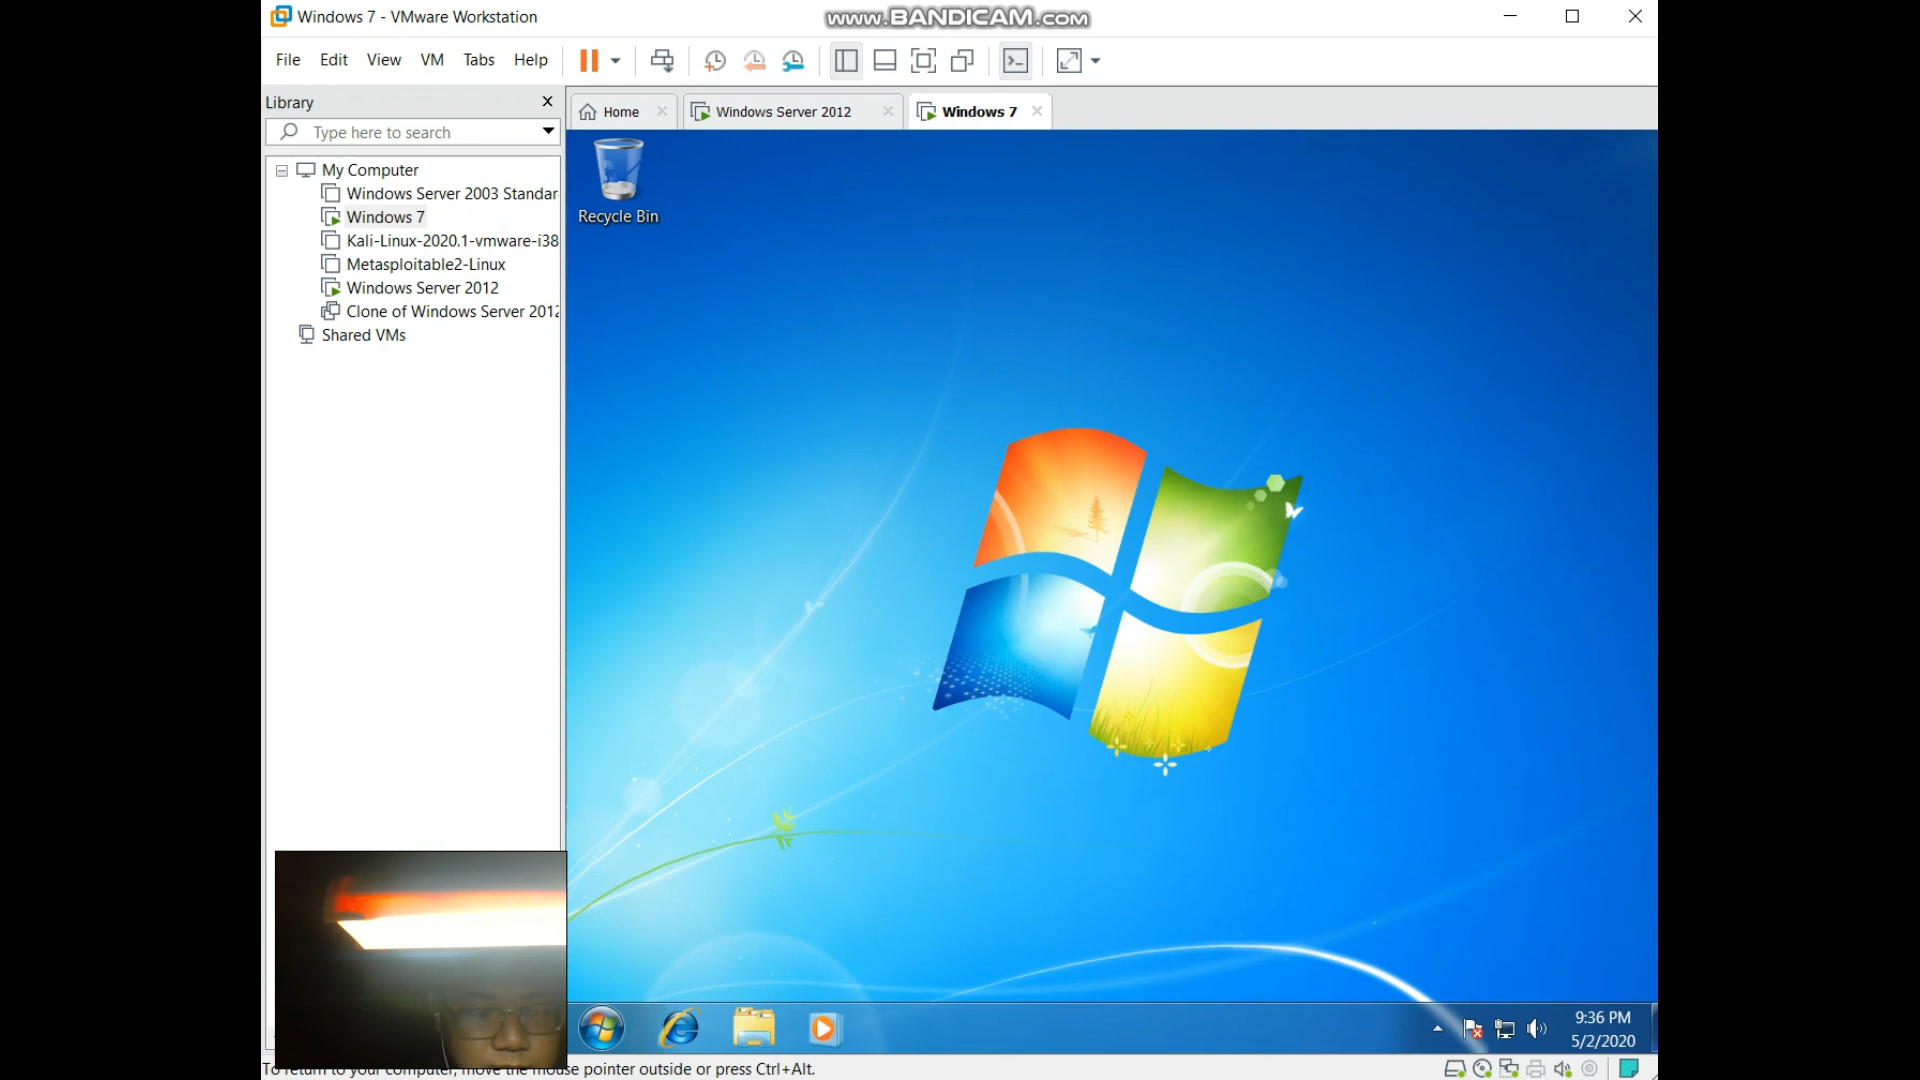 Windows 7 - VMware Workstation
www.BANDICAM.com
File Edit View VM Tabs Help
Library
Type here to search
Home
Windows Server 2012
Windows 7
My Computer
Windows Server 2003 Standar
Windows 7
Kali-Linux-2020.1-vmware-i38
Metasploitable2-Linux
Windows Server 2012
Clone of Windows Server 2012
Shared VMs
Recycle Bin
9:36 PM
5/2/2020
To return to your computer, move the mouse pointer outside or press Ctrl+Alt.